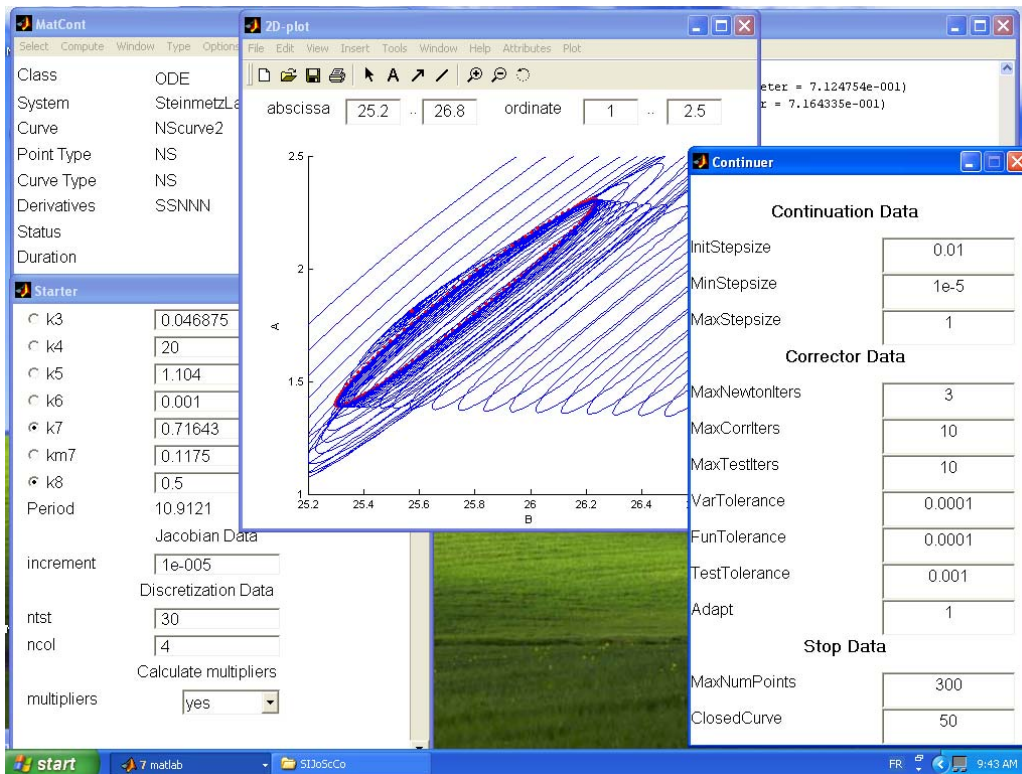 MatCont
Select Compute Window Type Options
Class ODE
System SteinmetzLa
Curve NScurve2
Point Type NS
Curve Type NS
Derivatives SSNNN
Status
Duration
Starter
k3 0.046875
k4 20
k5 1.104
k6 0.001
k7 0.71643
km7 0.1175
k8 0.5
Period 10.9121
Jacobian Data
increment 1e-005
Discretization Data
ntst 30
ncol 4
Calculate multipliers
multipliers yes
2D-plot
File Edit View Insert Tools Window Help Attributes Plot
A
abscissa 25.2 .. 26.8 ordinate 1 .. 2.5
2.5
2
1.5
1
A
25.2 25.4 25.6 25.8 26 26.2 26.4
B
eter = 7.124754e-001)
r = 7.164335e-001)
Continuer
Continuation Data
InitStepsize 0.01
MinStepsize 1e-5
MaxStepsize 1
Corrector Data
MaxNewtonIters 3
MaxCorrIters 10
MaxTestIters 10
VarTolerance 0.0001
FunTolerance 0.0001
TestTolerance 0.001
Adapt 1
Stop Data
MaxNumPoints 300
ClosedCurve 50
start 7 matlab SIJoScCo FR 9:43 AM